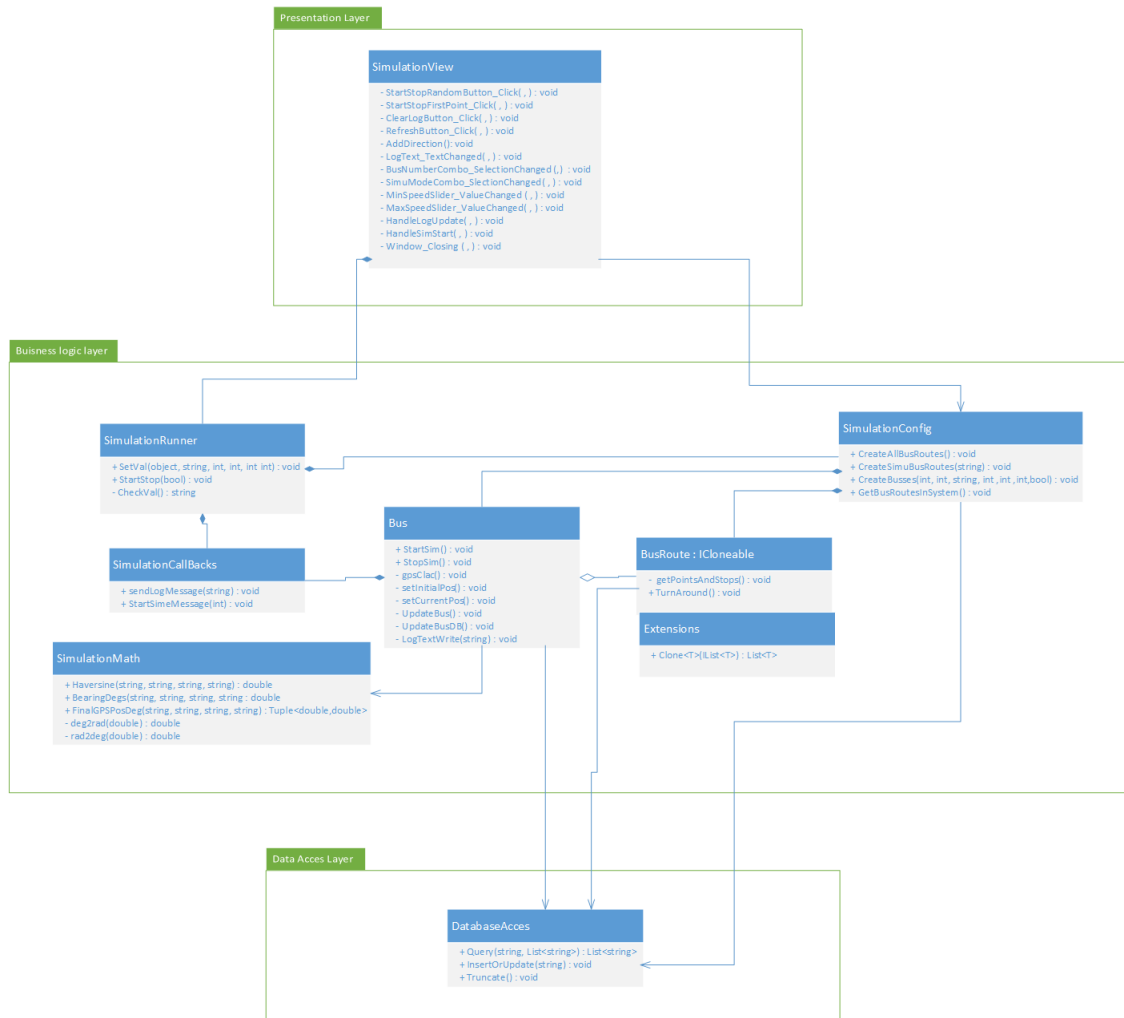 Presentation Layer
SimulationView
- StartStopRandomButton_Click( , ) : void
- StartStopFirstPoint_Click( , ) : void
- ClearLogButton_Click( , ) : void
- RefreshButton_Click( , ) : void
- AddDirection(): void
- LogText_TextChanged( , ) : void
- BusNumberCombo_SelectionChanged (,) : void
- SimuModeCombo_SlectionChanged( , ) : void
- MinSpeedSlider_ValueChanged ( , ) : void
- MaxSpeedSlider_ValueChanged( , ) : void
- HandleLogUpdate( , ) : void
- HandleSimStart( , ) : void
- Window_Closing ( , ) : void
Buisness logic layer
SimulationRunner
+ SetVal(object, string, int, int, int int) : void
+ StartStop(bool) : void
- CheckVal() : string
SimulationConfig
+ CreateAllBusRoutes() : void
+ CreateSimuBusRoutes(string) : void
+ CreateBusses(int, int, string, int ,int ,int,bool) : void
+ GetBusRoutesInSystem() : void
Bus
+ StartSim() : void
+ StopSim() : void
- gpsClac() : void
- setInitialPos() : void
- setCurrentPos() : void
- UpdateBus() : void
- UpdateBusDB() : void
- LogTextWrite(string) : void
SimulationCallBacks
+ sendLogMessage(string) : void
+ StartSimeMessage(int) : void
BusRoute : ICloneable
- getPointsAndStops() : void
+ TurnAround() : void
Extensions
+ Clone<T>(IList<T>) : List<T>
SimulationMath
+ Haversine(string, string, string, string) : double
+ BearingDegs(string, string, string, string : double
+ FinalGPSPosDeg(string, string, string, string) : Tuple<double,double>
- deg2rad(double) : double
- rad2deg(double) : double
Data Acces Layer
DatabaseAcces
+ Query(string, List<string>) : List<string>
+ InsertOrUpdate(string) : void
+ Truncate() : void